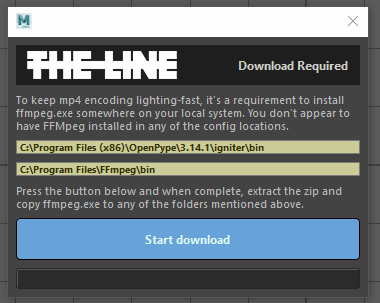 M
THE LINE
Download Required
To keep mp4 encoding lighting-fast, it's a requirement to install
ffmpeg.exe somewhere on your local system. You don't appear to
have FFMpeg installed in any of the config locations.
C:\Program Files (x86)\OpenPype\3.14.1\igniter\bin
C:\Program Files\FFmpeg\bin
Press the button below and when complete, extract the zip and
copy ffmpeg.exe to any of the folders mentioned above.
Start download